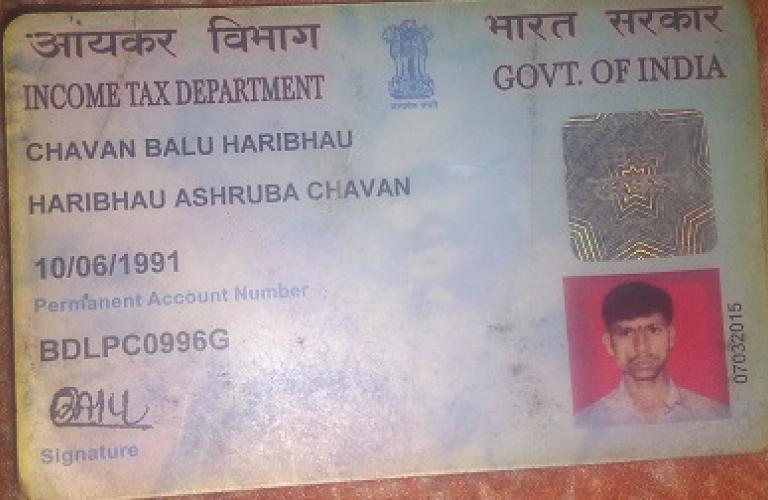 आयकर विभाग
भारत सरकार
INCOME TAX DEPARTMENT
GOVT. OF INDIA
सत्यमेव जयते
CHAVAN BALU HARIBHAU
HARIBHAU ASHRUBA CHAVAN
10/06/1991
Permanent Account Number
BDLPC0996G
Signature
07032015